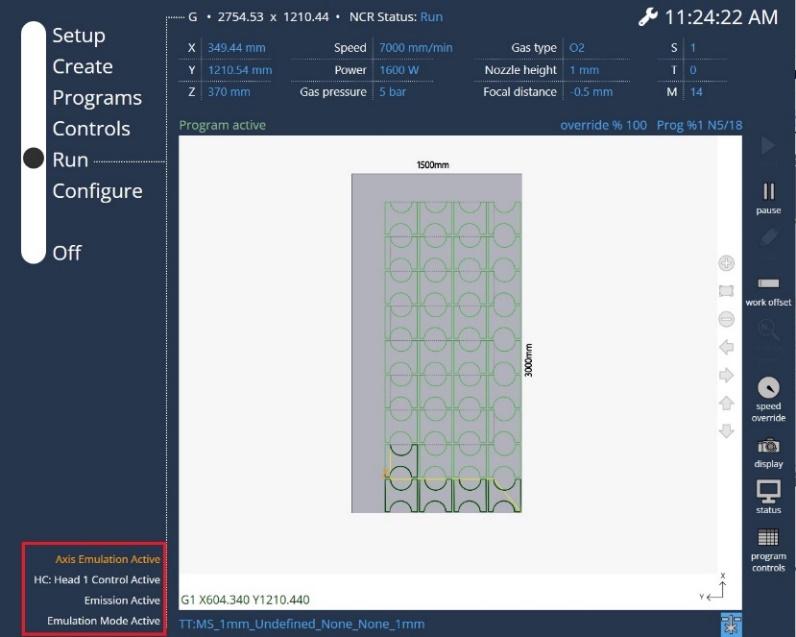 Setup
Create
Programs
Controls
Run
Configure
Off
G • 2754.53 x 1210.44 • NCR Status: Run
11:24:22 AM
X 349.44 mm Speed 7000 mm/min Gas type O2 S 1
Y 1210.54 mm Power 1600 W Nozzle height 1 mm T 0
Z 370 mm Gas pressure 5 bar Focal distance -0.5 mm M 14
Program active override % 100 Prog %1 N5/18
1500mm
3000mm
pause
work offset
speed
override
display
status
program
controls
Axis Emulation Active
HC: Head 1 Control Active
Emission Active
Emulation Mode Active
X
Y
G1 X604.340 Y1210.440
TT:MS_1mm_Undefined_None_None_1mm